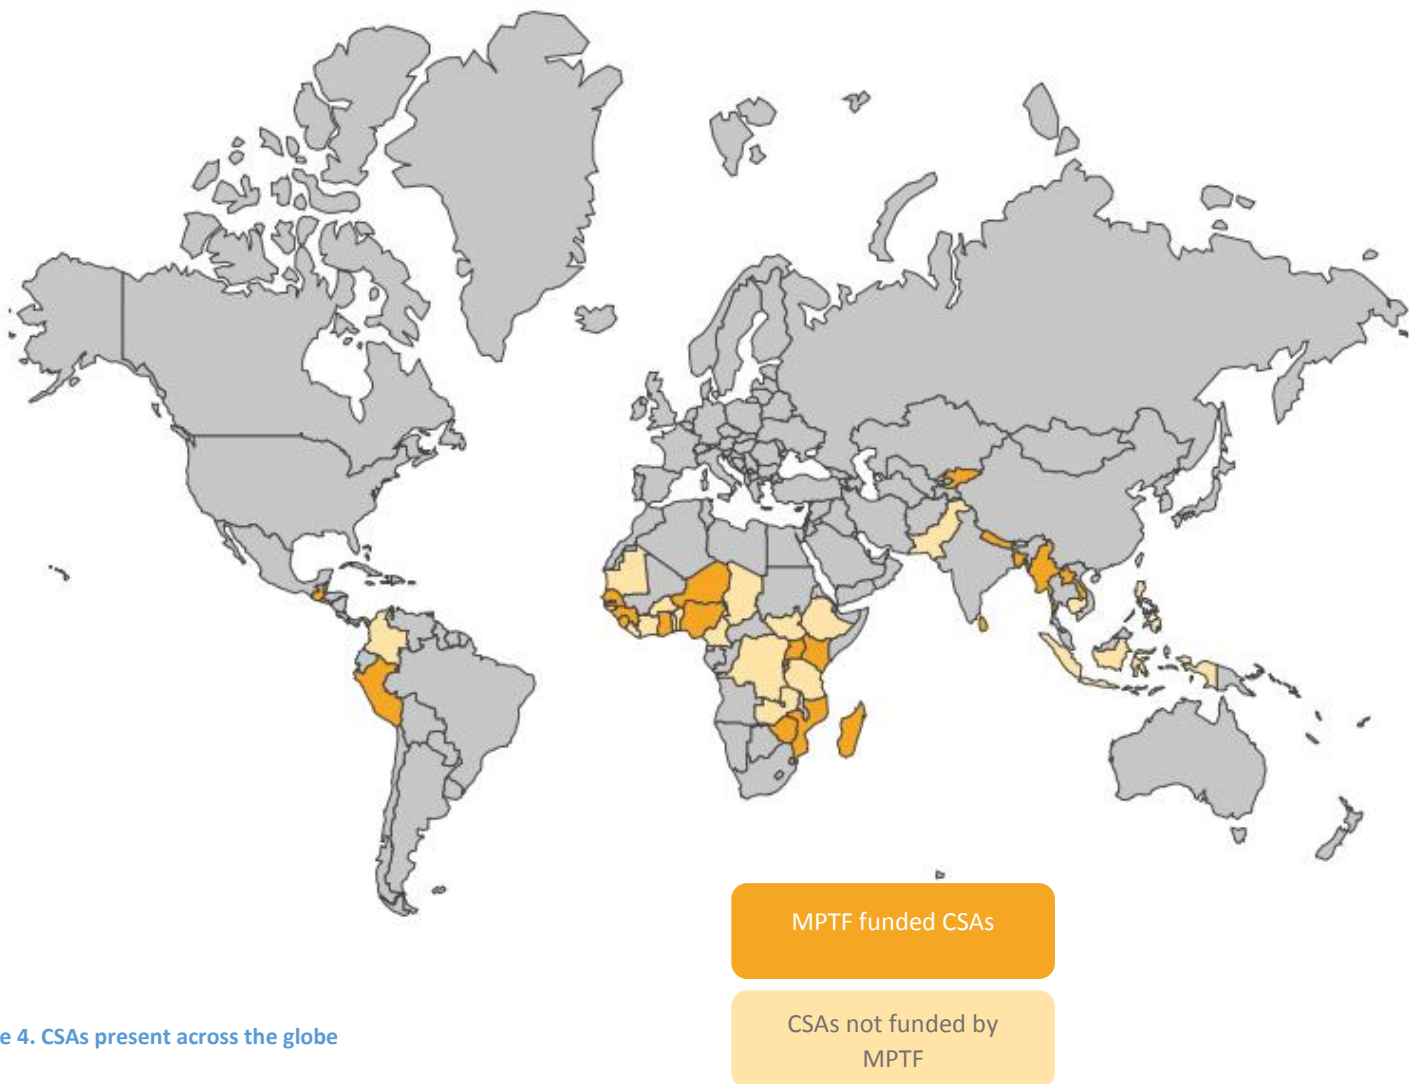 MPTF funded CSAs
CSAs not funded by
MPTF
e 4. CSAs present across the globe